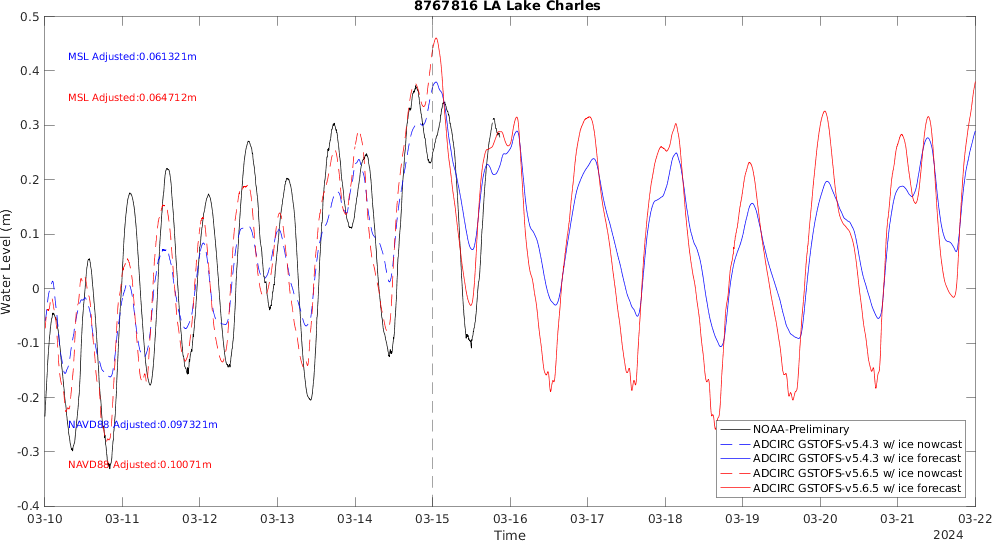 8767816 LA Lake Charles
Water Level (m)
0.5
0.4
0.3
0.2
0.1
0
-0.1
-0.2
-0.3
-0.4
MSL Adjusted:0.061321m
MSL Adjusted:0.064712m
NAVD88 Adjusted:0.097321m
NAVD88 Adjusted:0.10071m
NOAA-Preliminary
ADCIRC GSTOFS-v5.4.3 w/ ice nowcast
ADCIRC GSTOFS-v5.4.3 w/ ice forecast
ADCIRC GSTOFS-v5.6.5 w/ ice nowcast
ADCIRC GSTOFS-v5.6.5 w/ ice forecast
03-10 03-11 03-12 03-13 03-14 03-15 03-16 03-17 03-18 03-19 03-20 03-21 03-22
Time
2024